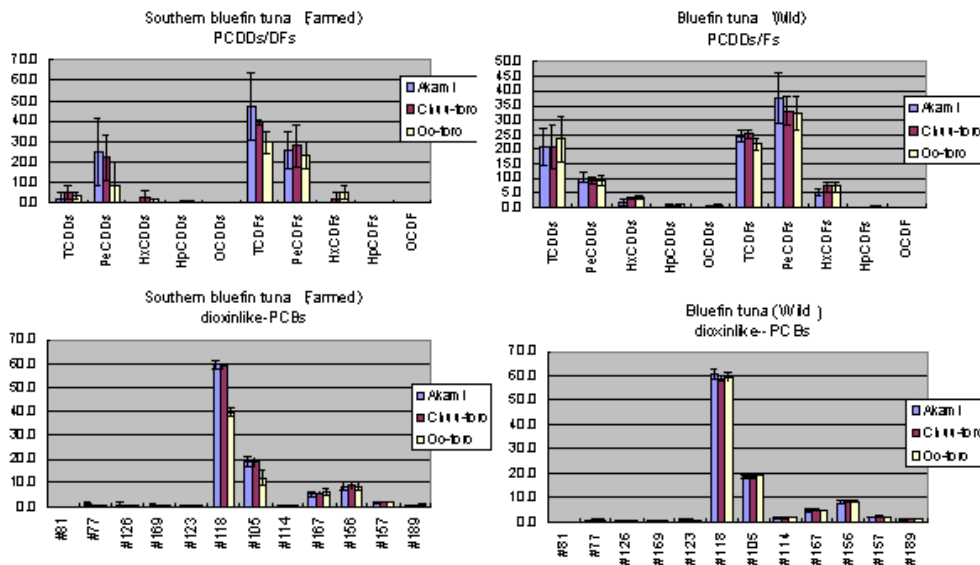 Southern bluefin tuna (Farmed)
PCDDs/DFs
70.0
60.0
50.0
40.0
30.0
20.0
10.0
0.0
Akami
Chuu-toro
Oo-toro
TCDDs
PeCDDs
HxCDDs
HpCDDs
OCDDs
TCDFs
PeCDFs
HxCDFs
HpCDFs
OCDF
Bluefin tuna (Wild)
PCDDs/Fs
50.0
45.0
40.0
35.0
30.0
25.0
20.0
15.0
10.0
5.0
0.0
Akami
Chuu-toro
Oo-toro
TCDDs
PeCDDs
HxCDDs
HpCDDs
OCDDs
TCDFs
PeCDFs
HxCDFs
HpCDFs
OCDF
Southern bluefin tuna (Farmed)
dioxinlike-PCBs
70.0
60.0
50.0
40.0
30.0
20.0
10.0
0.0
Akami
Chuu-toro
Oo-toro
#81
#77
#126
#169
#123
#118
#105
#114
#167
#156
#157
#189
Bluefin tuna (Wild)
dioxinlike-PCBs
70.0
60.0
50.0
40.0
30.0
20.0
10.0
0.0
Akami
Chuu-toro
Oo-toro
#81
#77
#126
#169
#123
#118
#105
#114
#167
#156
#157
#189